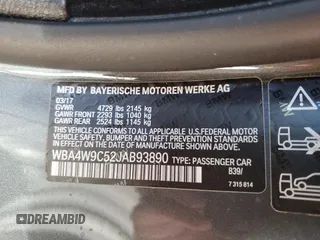 MFD BY BAYERISCHE MOTOREN WERKE AG
03/17
GVWR 4729 lbs 2145 kg
GAWR FRONT 2293 lbs 1040 kg
GAWR REAR 2524 lbs 1145 kg
THIS VEHICLE CONFORMS TO ALL APPLICABLE U.S.FEDERAL MOTOR
VEHICLE SAFETY, BUMPER AND THEFT PREVENTION STANDARDS IN
EFFECT ON THE DATE OF MANUFACTURE SHOWN ABOVE.
WBA4W9C52JAB93890 TYPE: PASSENGER CAR
B39/
7 315 814
DREAMBID